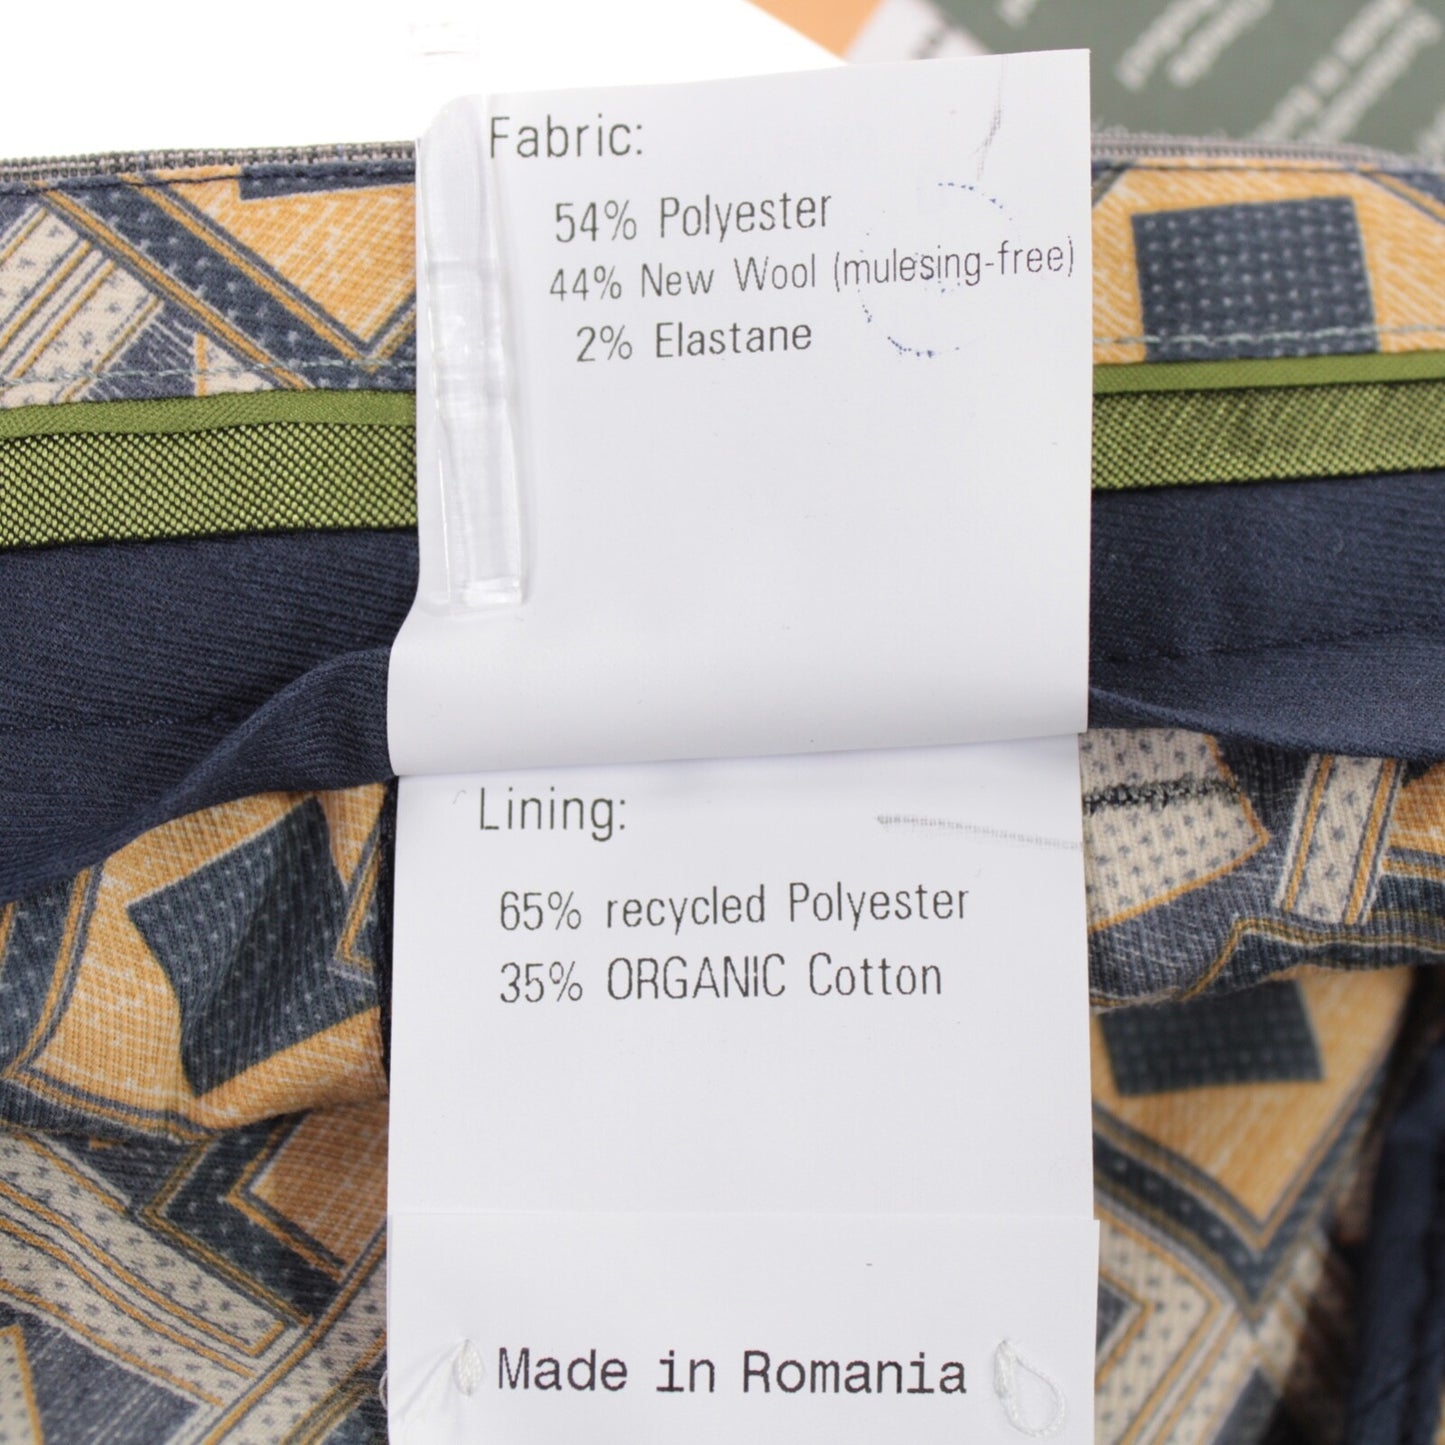 Fabric:
54% Polyester
44% New Wool (mulesing-free)
2% Elastane
Lining:
65% recycled Polyester
35% ORGANIC Cotton
Made in Romania